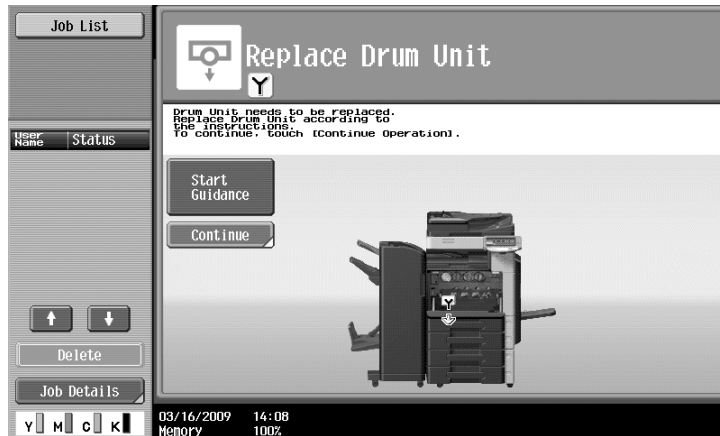 Job List
Replace Drum Unit
Y
Drum Unit needs to be replaced.
Replace Drum Unit according to
the instructions.
To continue, touch [Continue Operation].
User
Name
Status
Start
Guidance
Continue
Y
Delete
Job Details
Y M C K
03/16/2009 14:08
Memory 100%